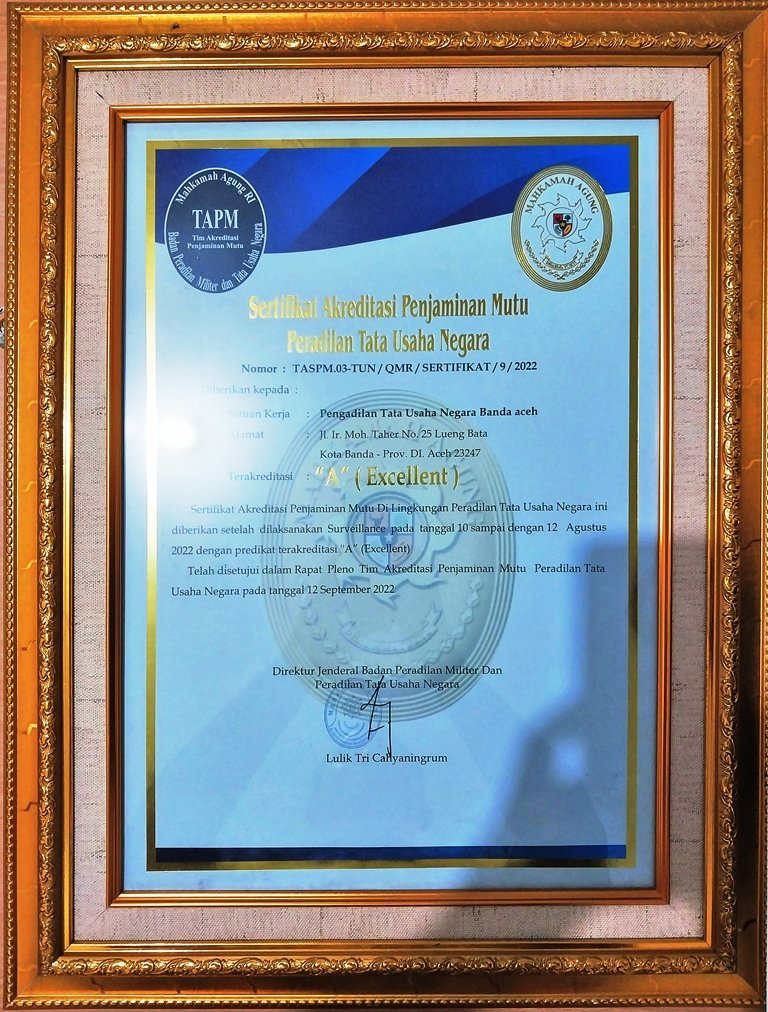 Mahkamah Agung RI
TAPM
Tim Akreditasi
Penjaminan Mutu
Badan Peradilan Militer dan Tata Usaha Negara
MAHKAMAH AGUNG
Sertifikat Akreditasi Penjaminan Mutu
Peradilan Tata Usaha Negara
Nomor : TASPM.03-TUN / QMR / SERTIFIKAT / 9 / 2022
Diberikan kepada :
Satuan Kerja : Pengadilan Tata Usaha Negara Banda aceh
Alamat : Jl. Ir. Moh. Taher No. 25 Lueng Bata
Kota Banda - Prov. DI. Aceh 23247
Terakreditasi : "A" ( Excellent )
Sertifikat Akreditasi Penjaminan Mutu Di Lingkungan Peradilan Tata Usaha Negara ini
diberikan setelah dilaksanakan Surveillance pada tanggal 10 sampai dengan 12 Agustus
2022 dengan predikat terakreditasi "A" (Excellent)
Telah disetujui dalam Rapat Pleno Tim Akreditasi Penjaminan Mutu Peradilan Tata
Usaha Negara pada tanggal 12 September 2022
Direktur Jenderal Badan Peradilan Militer Dan
Peradilan Tata Usaha Negara
Lulik Tri Cahyaningrum